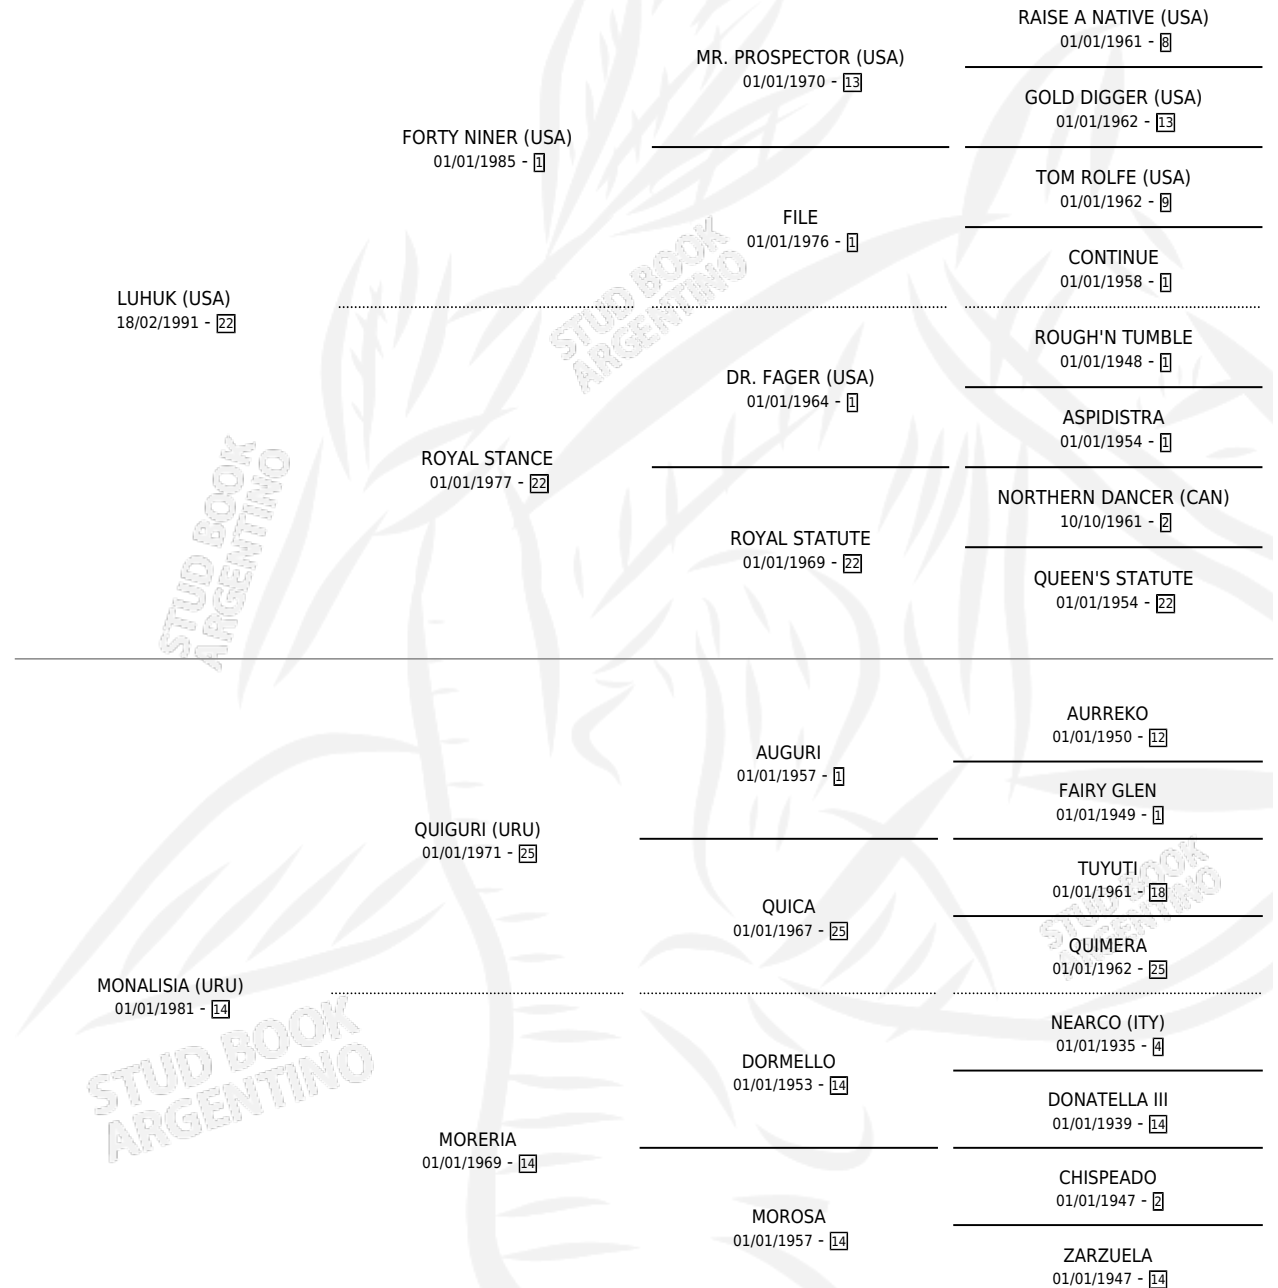 RAISE A NATIVE (USA)
01/01/1961 - 8
MR. PROSPECTOR (USA)
01/01/1970 - 13
GOLD DIGGER (USA)
01/01/1962 - 13
FORTY NINER (USA)
01/01/1985 - 1
TOM ROLFE (USA)
01/01/1962 - 9
FILE
01/01/1976 - 1
CONTINUE
01/01/1958 - 1
LUHUK (USA)
18/02/1991 - 22
ROUGH'N TUMBLE
01/01/1948 - 1
DR. FAGER (USA)
01/01/1964 - 1
ASPIDISTRA
01/01/1954 - 1
ROYAL STANCE
01/01/1977 - 22
NORTHERN DANCER (CAN)
10/10/1961 - 2
ROYAL STATUTE
01/01/1969 - 22
QUEEN'S STATUTE
01/01/1954 - 22
AURREKO
01/01/1950 - 12
AUGURI
01/01/1957 - 1
FAIRY GLEN
01/01/1949 - 1
QUIGURI (URU)
01/01/1971 - 25
TUYUTI
01/01/1961 - 18
QUICA
01/01/1967 - 25
QUIMERA
01/01/1962 - 25
MONALISIA (URU)
01/01/1981 - 14
NEARCO (ITY)
01/01/1935 - 4
DORMELLO
01/01/1953 - 14
DONATELLA III
01/01/1939 - 14
MORERIA
01/01/1969 - 14
CHISPEADO
01/01/1947 - 2
MOROSA
01/01/1957 - 14
ZARZUELA
01/01/1947 - 14
STUD BOOK
ARGENTINO
STUD BOOK
ARGENTINO
STUD BOOK
ARGENTINO
STUD BOOK
ARGENTINO